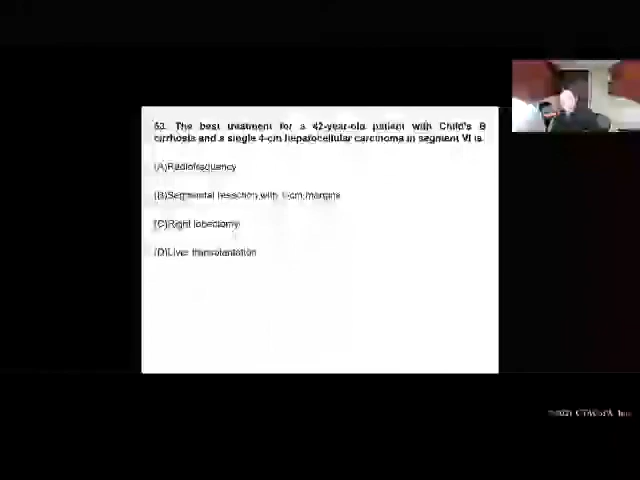 53. The best treatment for a 42-year-old patient with Child's B
cirrhosis and a single 4-cm hepatocellular carcinoma in segment VI is
(A)Radiofrequency
(B)Segmental resection with 1-cm margins
(C)Right lobectomy
(D)Liver transplantation